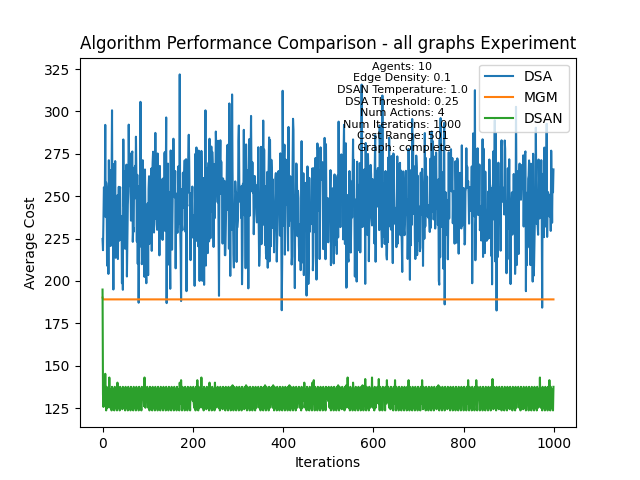 Algorithm Performance Comparison - all graphs Experiment
Agents: 10
Edge Density: 0.1
DSAN Temperature: 1.0
DSA Threshold: 0.25
Num Actions: 4
Num Iterations: 1000
Cost Range: 501
Graph: complete
DSA
MGM
DSAN
Average Cost
325
300
275
250
225
200
175
150
125
0
200
400
600
800
1000
Iterations